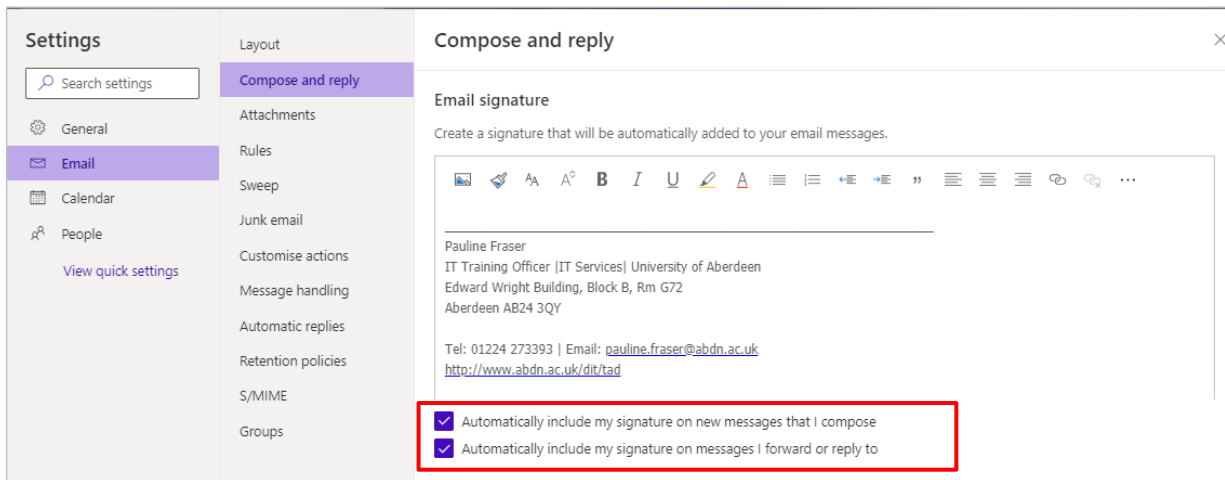 Settings
Search settings
General
Email
Calendar
People
View quick settings
Layout
Compose and reply
Attachments
Rules
Sweep
Junk email
Customise actions
Message handling
Automatic replies
Retention policies
S/MIME
Groups
Compose and reply
Email signature
Create a signature that will be automatically added to your email messages.
Pauline Fraser
IT Training Officer |IT Services| University of Aberdeen
Edward Wright Building, Block B, Rm G72
Aberdeen AB24 3QY
Tel: 01224 273393 | Email: pauline.fraser@abdn.ac.uk
http://www.abdn.ac.uk/dit/tad
Automatically include my signature on new messages that I compose
Automatically include my signature on messages I forward or reply to